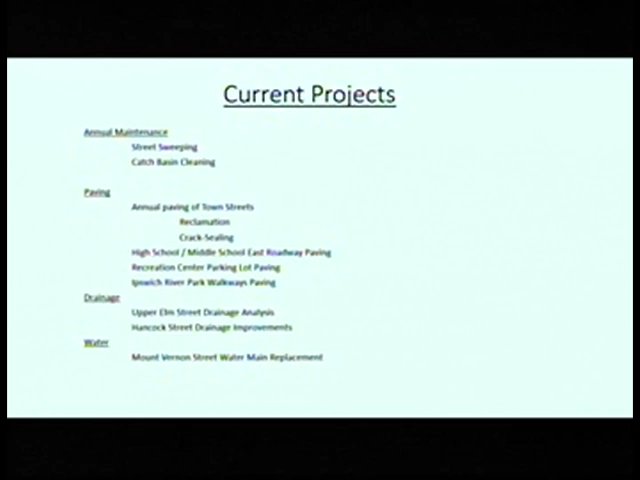 Current Projects
Annual Maintenance
Street Sweeping
Catch Basin Cleaning
Paving
Annual paving of Town Streets
Reclamation
Crack-Sealing
High School / Middle School East Roadway Paving
Recreation Center Parking Lot Paving
Ipswich River Park Walkways Paving
Drainage
Upper Elm Street Drainage Analysis
Hancock Street Drainage Improvements
Water
Mount Vernon Street Water Main Replacement